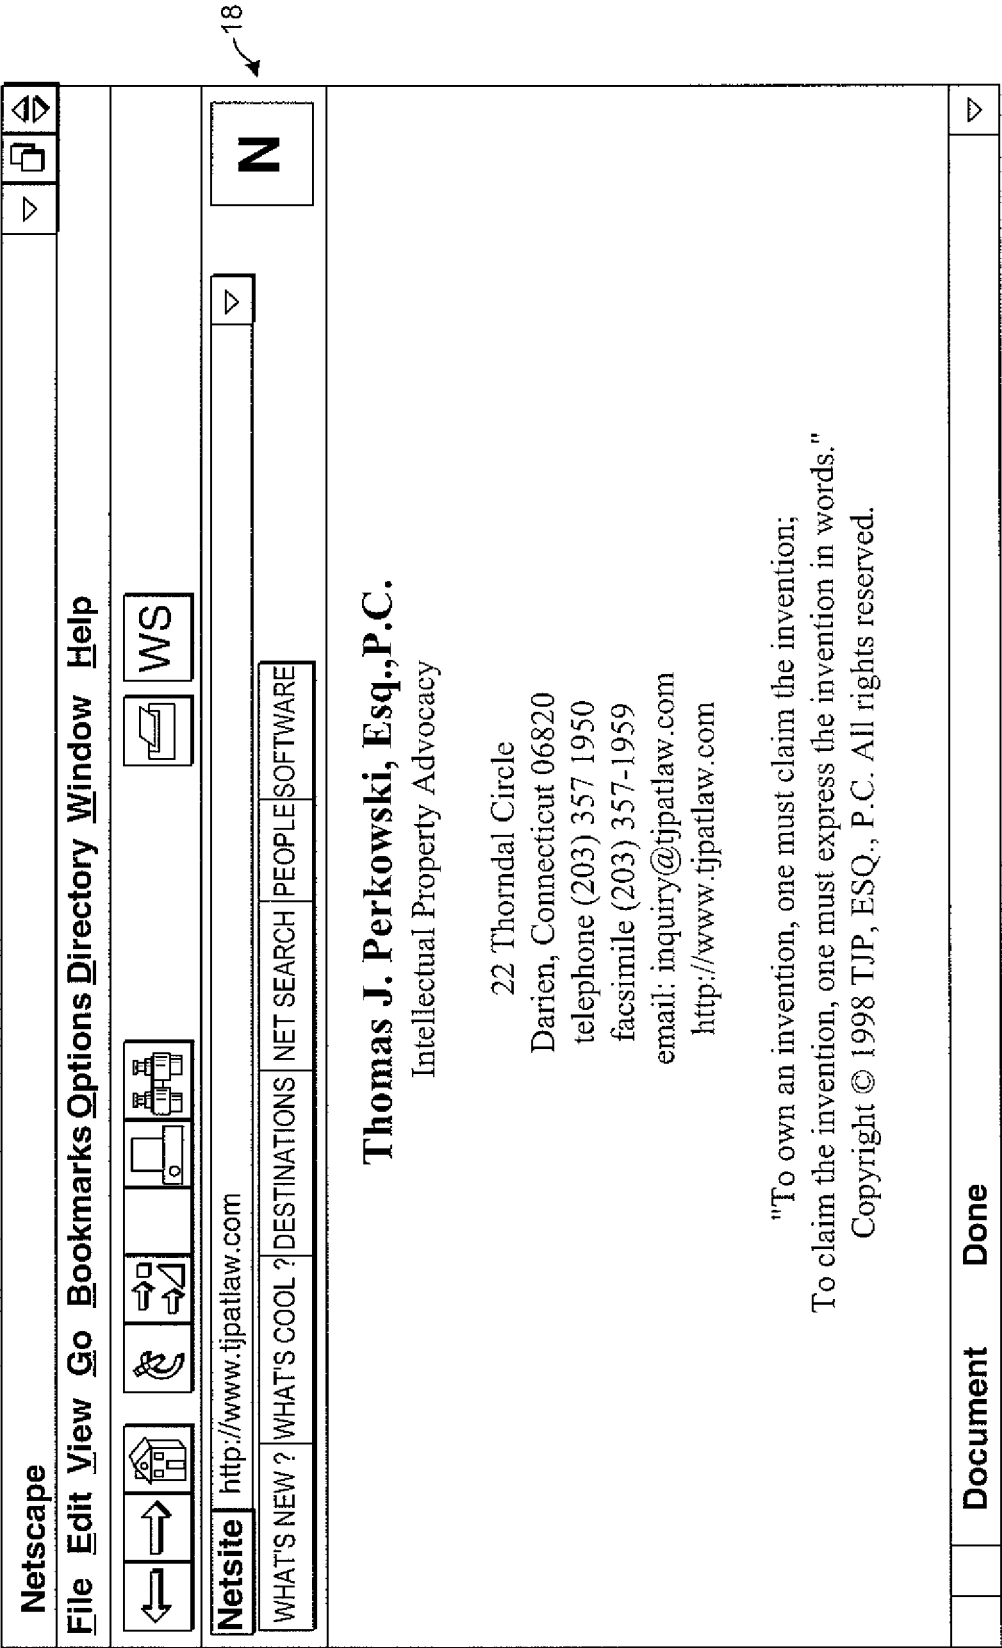 18
Netscape
File Edit View Go Bookmarks Options Directory Window Help
WS
Netsite http://www.tjpatlaw.com
N
WHAT'S NEW ? WHAT'S COOL ? DESTINATIONS NET SEARCH PEOPLE SOFTWARE
Thomas J. Perkowski, Esq.,P.C.
Intellectual Property Advocacy
22 Thorndal Circle
Darien, Connecticut 06820
telephone (203) 357 1950
facsimile (203) 357-1959
email: inquiry@tjpatlaw.com
http://www.tjpatlaw.com
"To own an invention, one must claim the invention;
To claim the invention, one must express the invention in words."
Copyright © 1998 TJP, ESQ., P.C. All rights reserved.
Document Done